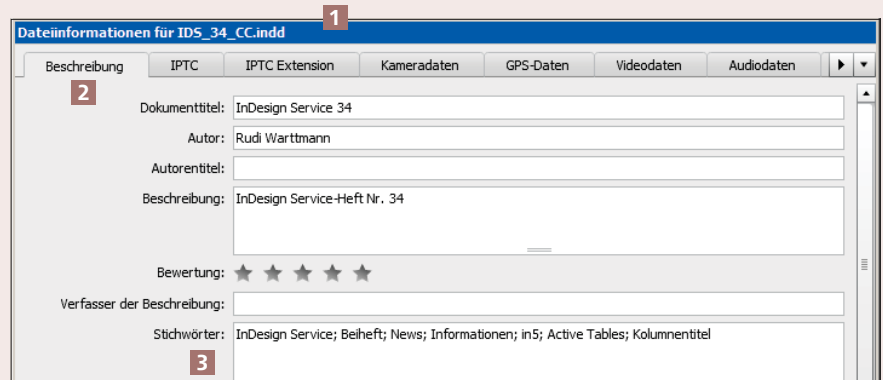 1
Dateiinformationen für IDS_34_CC.indd
Beschreibung IPTC IPTC Extension Kameradaten GPS-Daten Videodaten Audiodaten
2
Dokumenttitel: InDesign Service 34
Autor: Rudi Warttmann
Autorentitel:
Beschreibung: InDesign Service-Heft Nr. 34
Bewertung:
Verfasser der Beschreibung:
Stichwörter: InDesign Service; Beiheft; News; Informationen; in5; Active Tables; Kolumnentitel
3